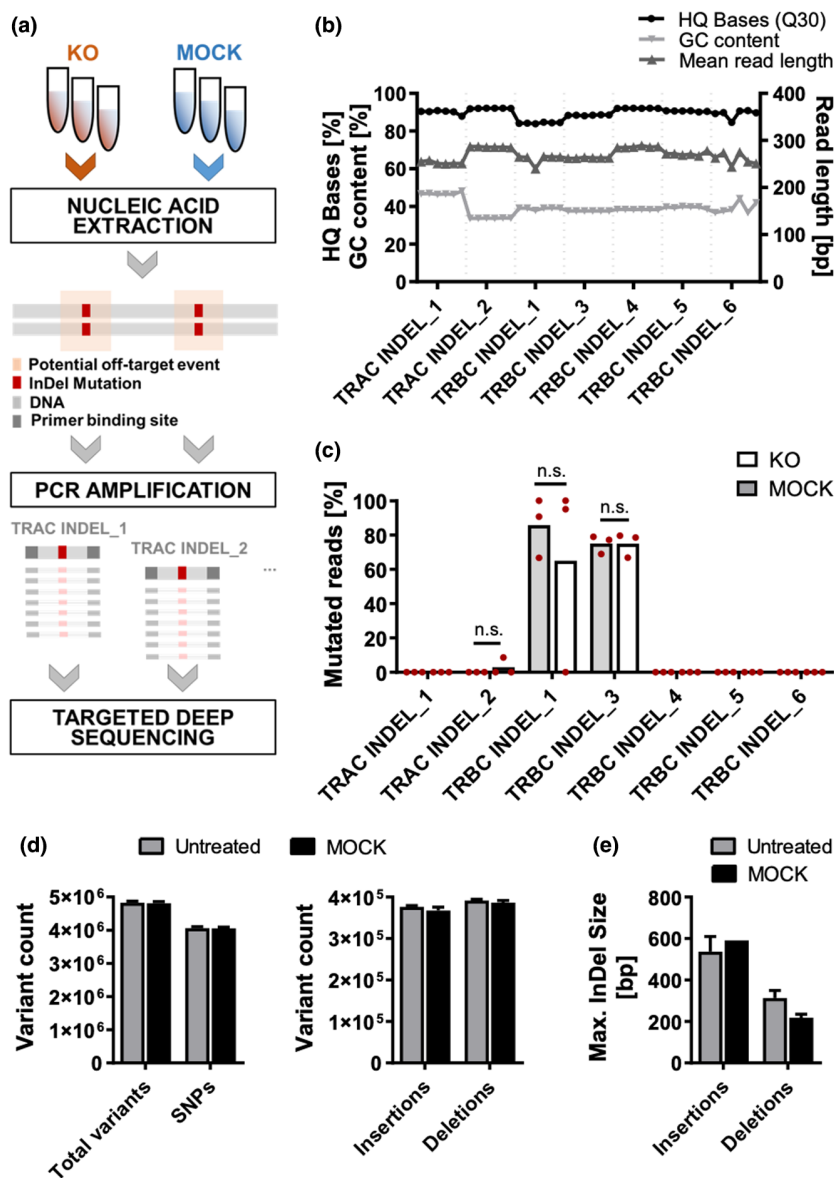 (a)
KO
MOCK
NUCLEIC ACID
EXTRACTION
Potential off-target event
InDel Mutation
DNA
Primer binding site
PCR AMPLIFICATION
TRAC INDEL_1
TRAC INDEL_2
...
TARGETED DEEP
SEQUENCING
(b)
HQ Bases (Q30)
GC content
Mean read length
HQ Bases [%]
GC content [%]
100
80
60
40
20
0
400
300
200
100
0
Read length [bp]
TRAC INDEL_1
TRAC INDEL_2
TRBC INDEL_1
TRBC INDEL_3
TRBC INDEL_4
TRBC INDEL_5
TRBC INDEL_6
(c)
KO
MOCK
Mutated reads [%]
100
80
60
40
20
0
n.s.
n.s.
n.s.
TRAC INDEL_1
TRAC INDEL_2
TRBC INDEL_1
TRBC INDEL_3
TRBC INDEL_4
TRBC INDEL_5
TRBC INDEL_6
(d)
Untreated
MOCK
Variant count
5×10⁶
4×10⁶
3×10⁶
2×10⁶
1×10⁶
0
Total variants
SNPs
Variant count
4×10⁵
3×10⁵
2×10⁵
1×10⁵
0
Insertions
Deletions
(e)
Untreated
MOCK
Max. InDel Size
[bp]
800
600
400
200
0
Insertions
Deletions